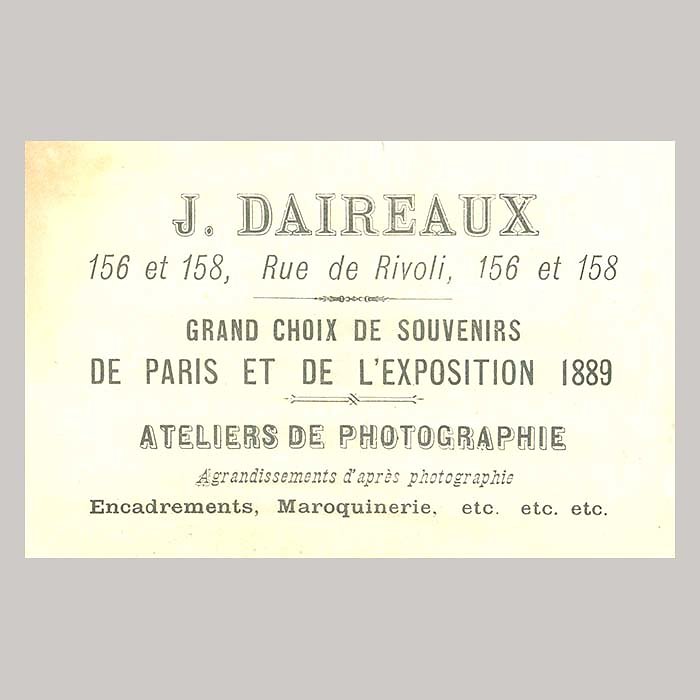 J. DAIREAUX
156 et 158, Rue de Rivoli, 156 et 158
GRAND CHOIX DE SOUVENIRS
DE PARIS ET DE L'EXPOSITION 1889
ATELIERS DE PHOTOGRAPHIE
Agrandissements d'après photographie
Encadrements, Maroquinerie, etc. etc. etc.